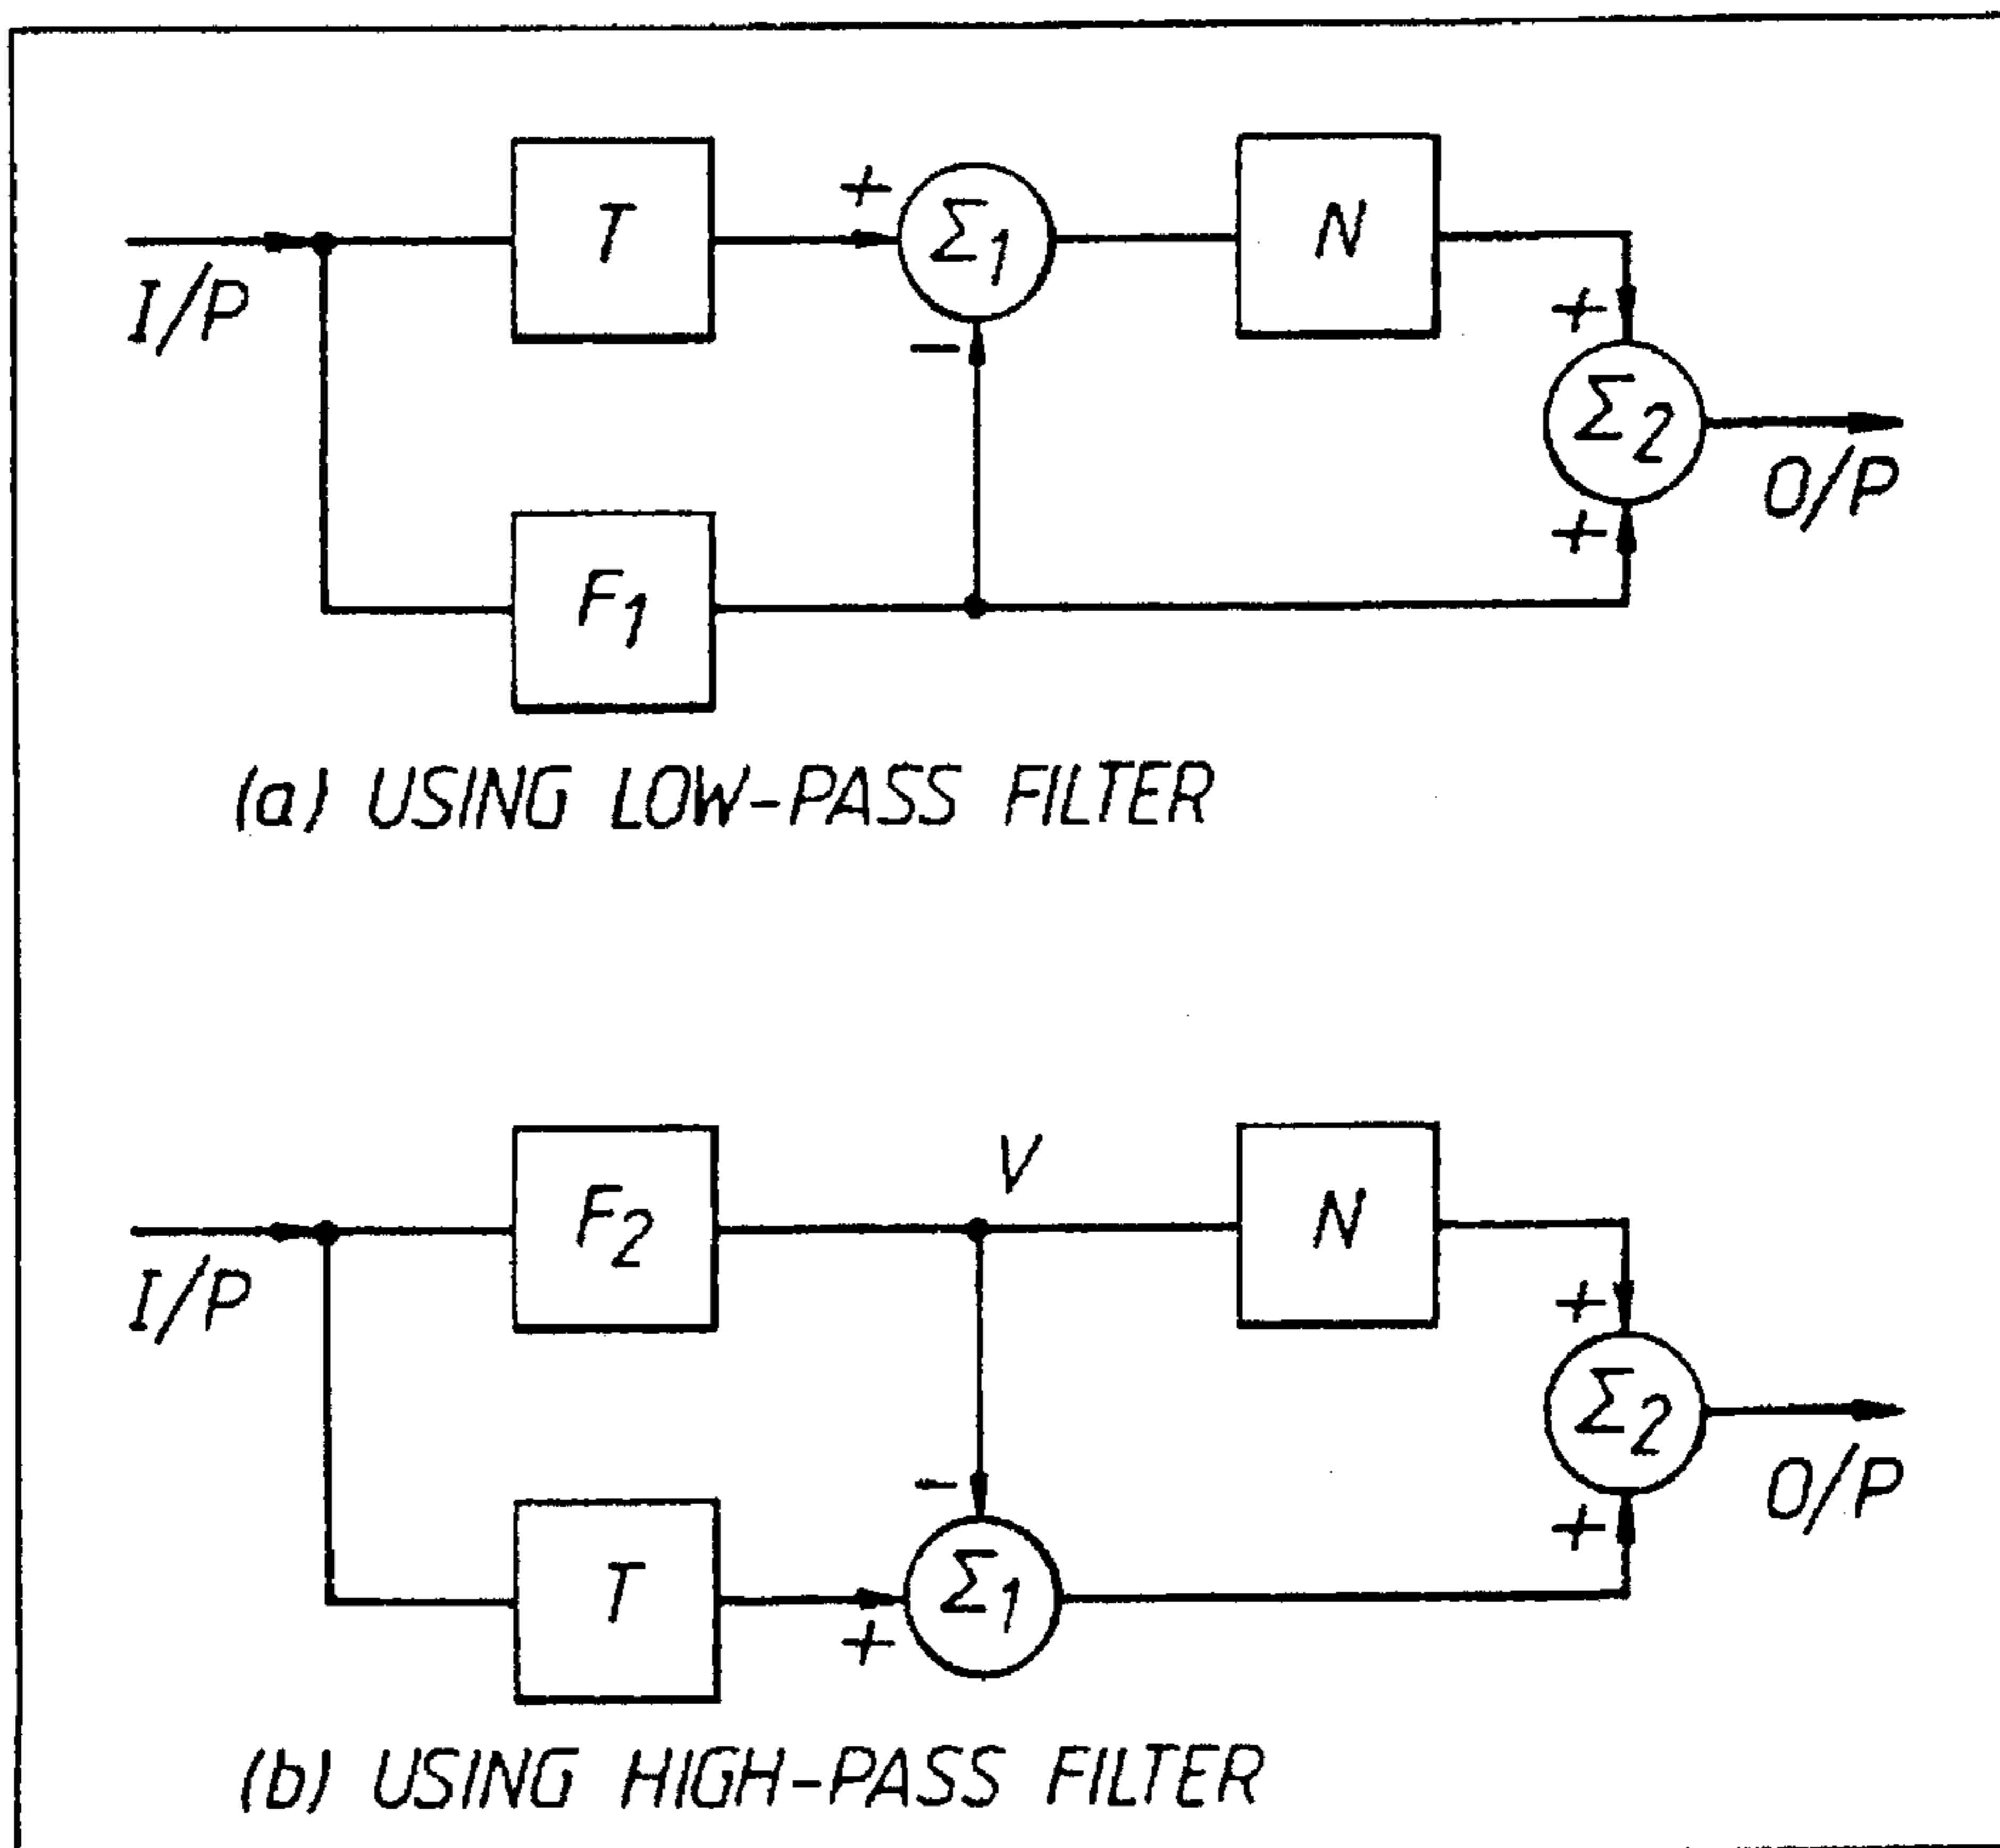 T
+
Σ1
N
I/P
+
-
Σ2
O/P
+
F1
(a) USING LOW-PASS FILTER
V
F2
N
I/P
+
-
Σ2
O/P
+
T
Σ1
+
(b) USING HIGH-PASS FILTER